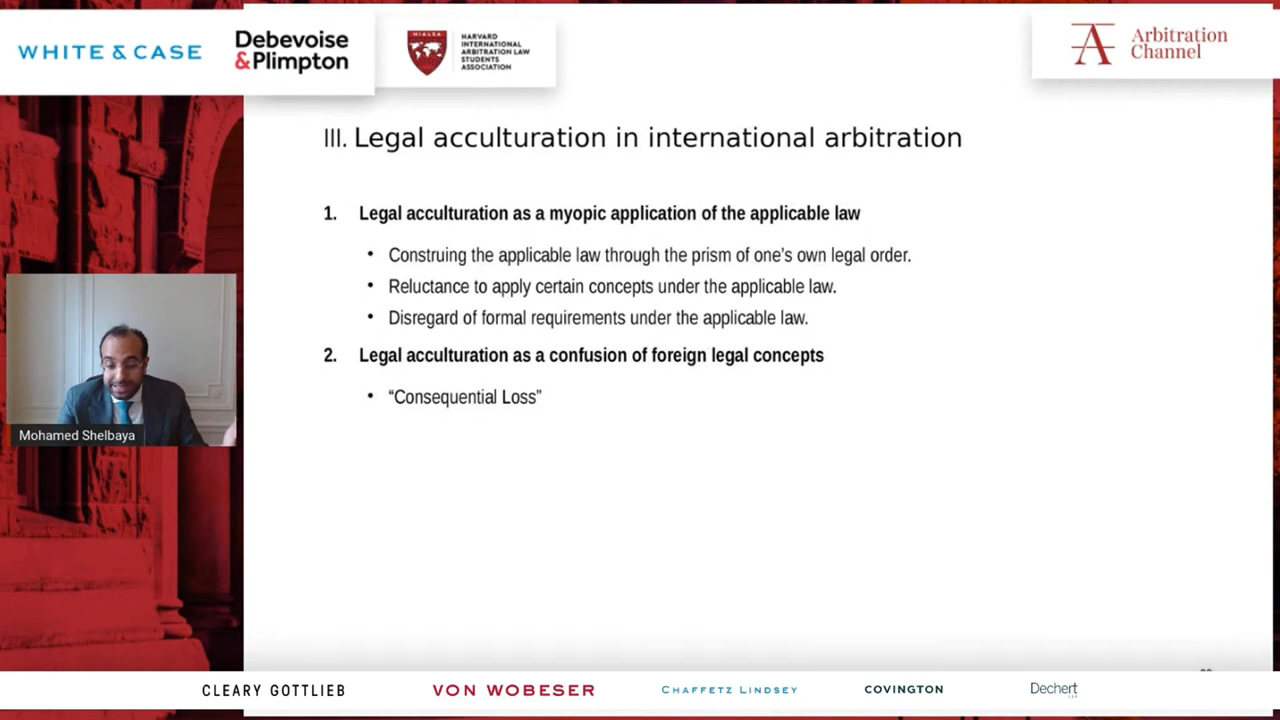 WHITE & CASE
Debevoise
&Plimpton
HIALSA
HARVARD
INTERNATIONAL
ARBITRATION LAW
STUDENTS
ASSOCIATION
Arbitration
Channel
III. Legal acculturation in international arbitration
1. Legal acculturation as a myopic application of the applicable law
• Construing the applicable law through the prism of one’s own legal order.
• Reluctance to apply certain concepts under the applicable law.
• Disregard of formal requirements under the applicable law.
2. Legal acculturation as a confusion of foreign legal concepts
• “Consequential Loss”
Mohamed Shelbaya
CLEARY GOTTLIEB
VON WOBESER
CHAFFETZ LINDSEY
COVINGTON
Dechert
LLP